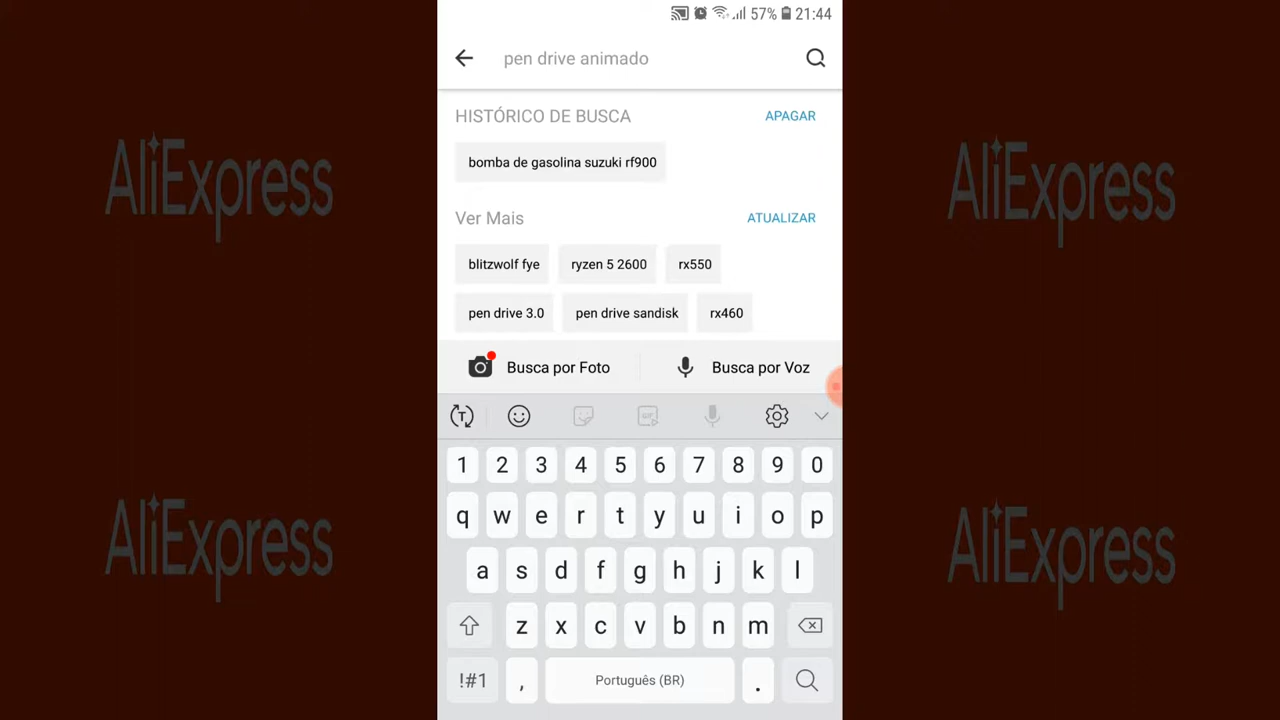 57% 21:44
pen drive animado
HISTÓRICO DE BUSCA APAGAR
bomba de gasolina suzuki rf900
Ver Mais ATUALIZAR
blitzwolf fye ryzen 5 2600 rx550
pen drive 3.0 pen drive sandisk rx460
Busca por Foto Busca por Voz
T GIF
1 2 3 4 5 6 7 8 9 0
q w e r t y u i o p
a s d f g h j k l
z x c v b n m
!#1 , Português (BR) .
AliExpress AliExpress
AliExpress AliExpress